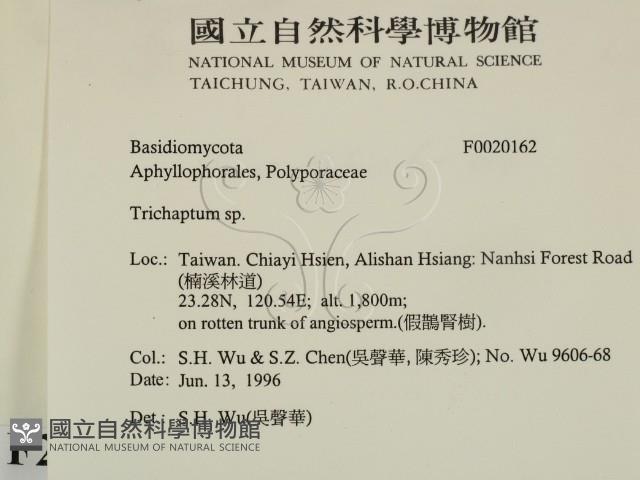 國立自然科學博物館
NATIONAL MUSEUM OF NATURAL SCIENCE
TAICHUNG, TAIWAN, R.O.CHINA
Basidiomycota F0020162
Aphyllophorales, Polyporaceae
Trichaptum sp.
Loc.: Taiwan. Chiayi Hsien, Alishan Hsiang: Nanhsi Forest Road
(楠溪林道)
23.28N, 120.54E; alt. 1,800m;
on rotten trunk of angiosperm.(假鵲腎樹).
Col.: S.H. Wu & S.Z. Chen(吳聲華, 陳秀珍); No. Wu 9606-68
Date: Jun. 13, 1996
Det.: S.H. Wu(吳聲華)
國立自然科學博物館
NATIONAL MUSEUM OF NATURAL SCIENCE